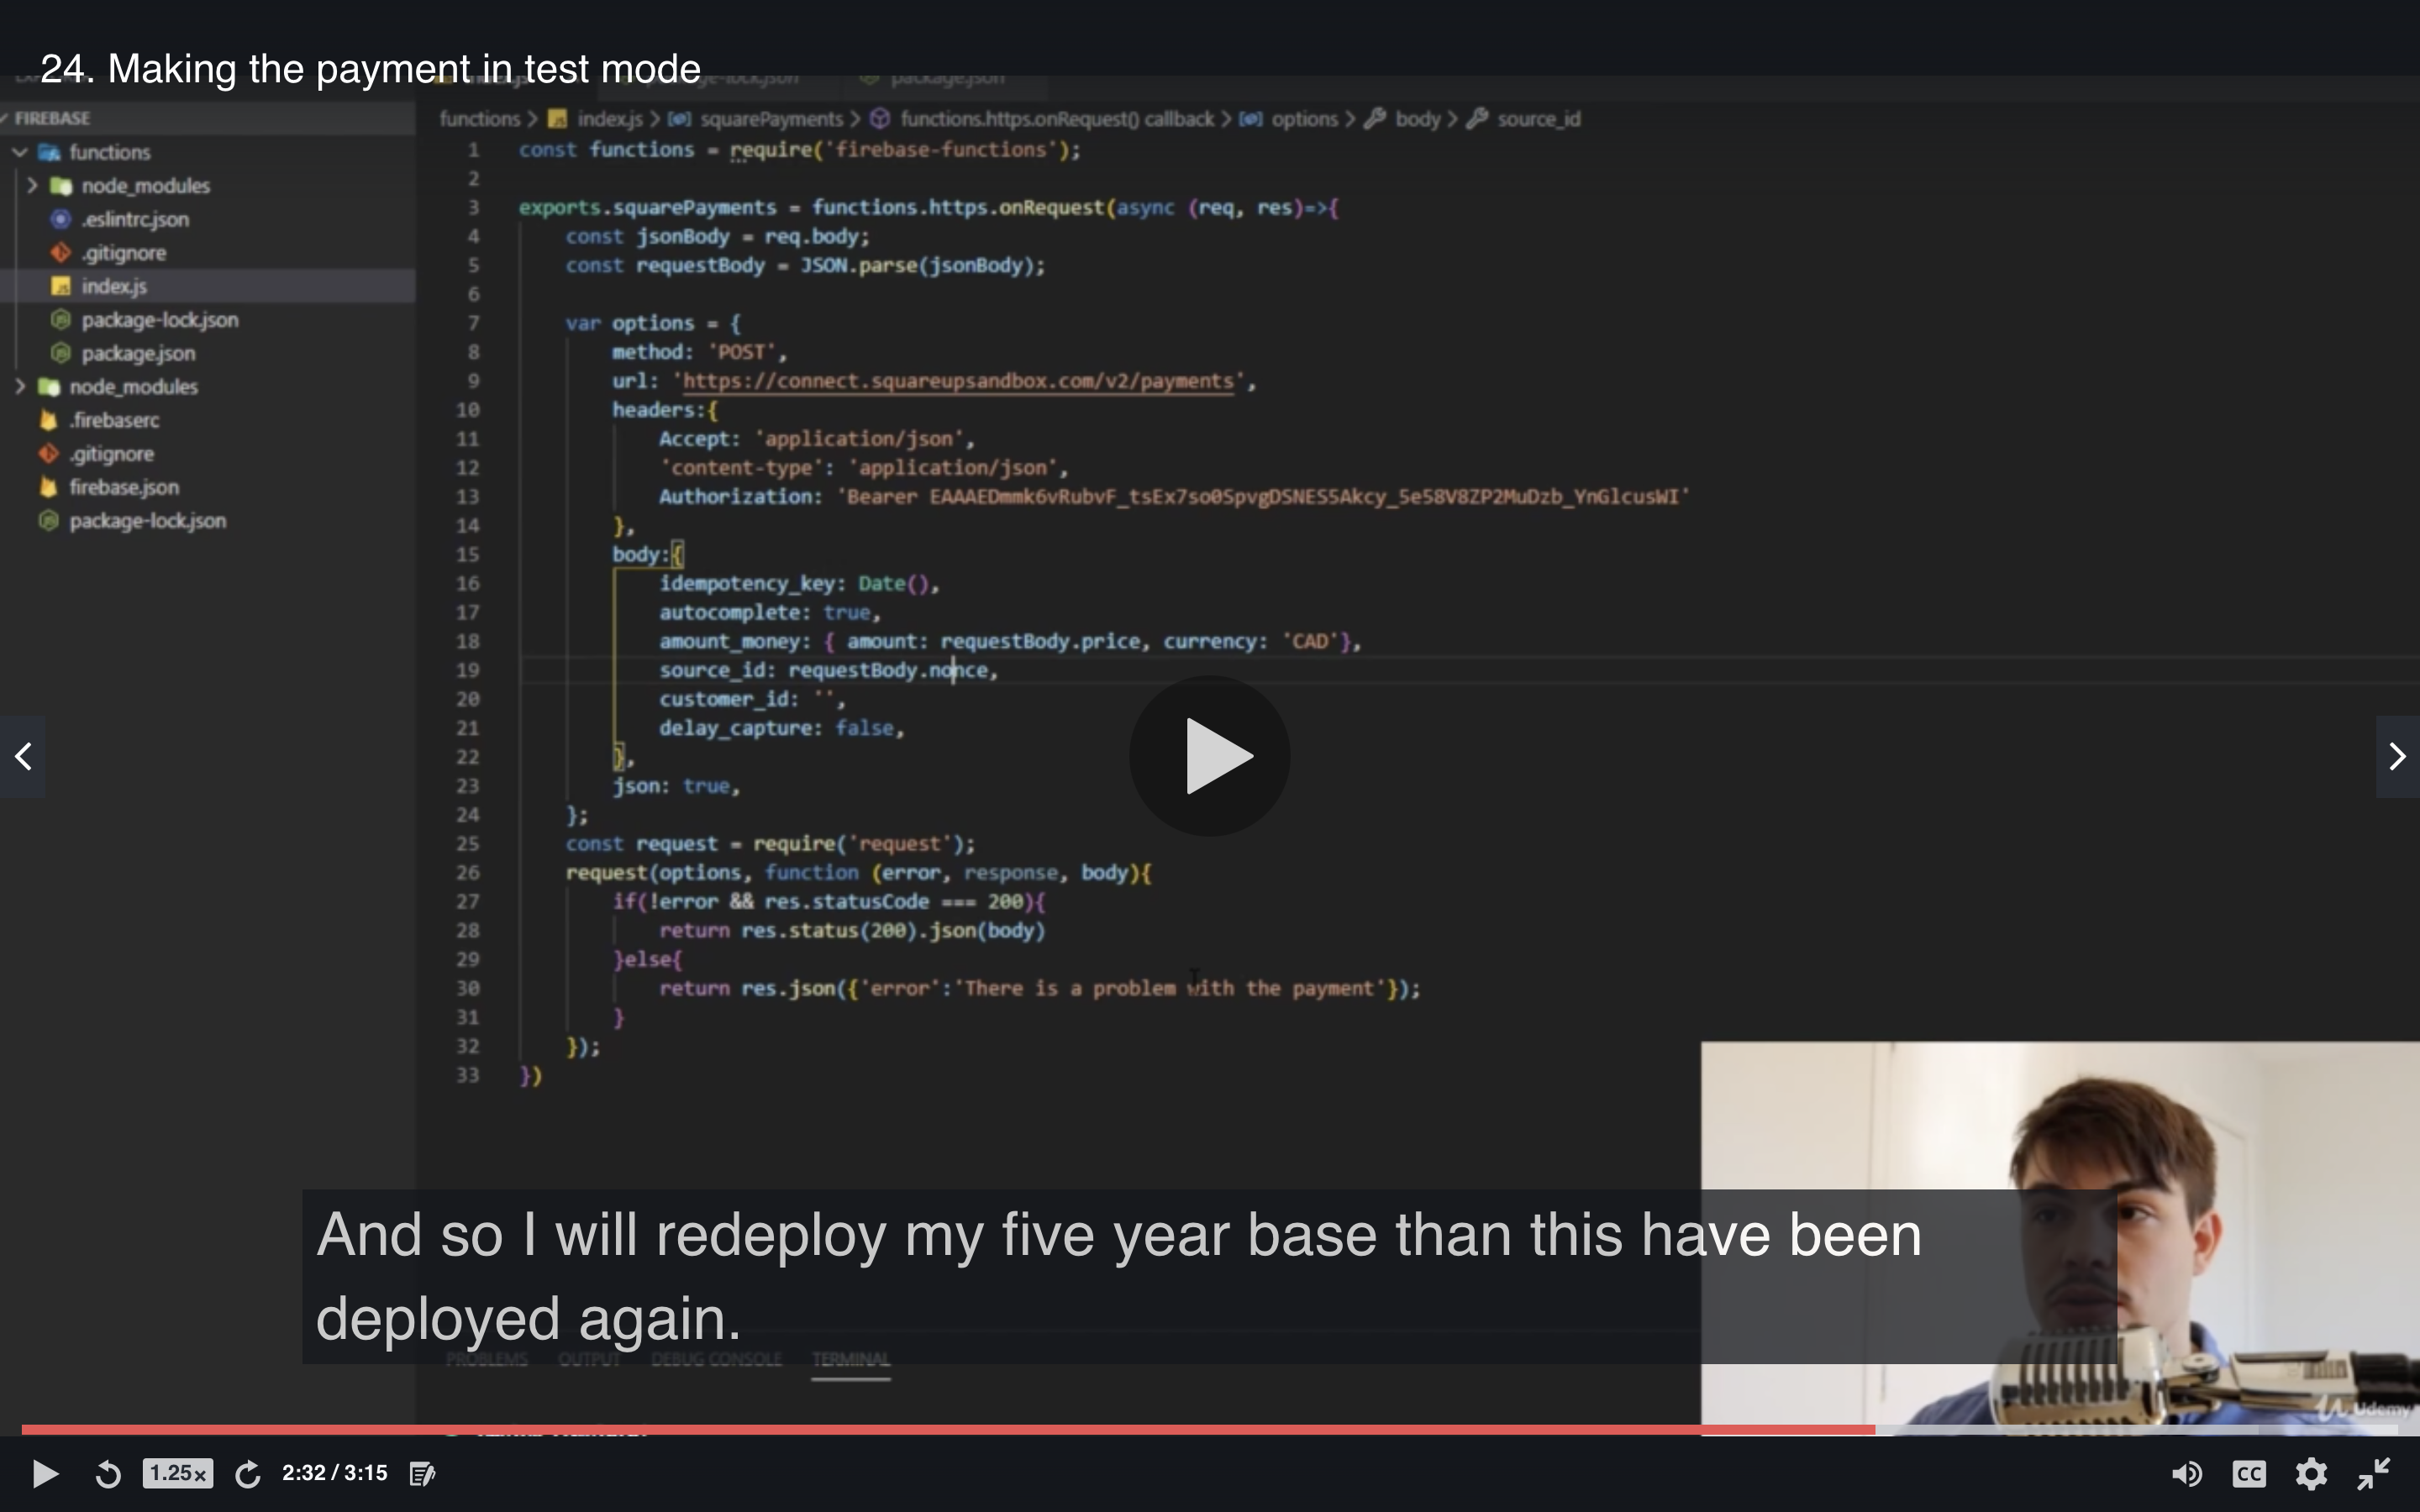 24. Making the payment in test mode
package.json
FIREBASE
functions
node_modules
.eslintrc.json
.gitignore
index.js
package-lock.json
package.json
node_modules
.firebaserc
.gitignore
firebase.json
package-lock.json
functions > index.js > squarePayments > functions.https.onRequest() callback > options > body > source_id
1 const functions = require('firebase-functions');
2
3 exports.squarePayments = functions.https.onRequest(async (req, res)=>{
4 const jsonBody = req.body;
5 const requestBody = JSON.parse(jsonBody);
6
7 var options = {
8 method: 'POST',
9 url: 'https://connect.squareupsandbox.com/v2/payments',
10 headers:{
11 Accept: 'application/json',
12 'content-type': 'application/json',
13 Authorization: 'Bearer EAAAEDmmk6vRubvF_tsEx7so0SpvgDSNES5Akcy_5e58V8ZP2MuDzb_YnGlcusWI'
14 },
15 body:{
16 idempotency_key: Date(),
17 autocomplete: true,
18 amount_money: { amount: requestBody.price, currency: 'CAD'},
19 source_id: requestBody.nonce,
20 customer_id: '',
21 delay_capture: false,
22 },
23 json: true,
24 };
25 const request = require('request');
26 request(options, function (error, response, body){
27 if(!error && res.statusCode === 200){
28 return res.status(200).json(body)
29 }else{
30 return res.json({'error':'There is a problem with the payment'});
31 }
32 });
33 })
And so I will redeploy my five year base than this have been
deployed again.
PROBLEMS OUTPUT DEBUG CONSOLE TERMINAL
Udemy
1.25x
2:32 / 3:15
CC